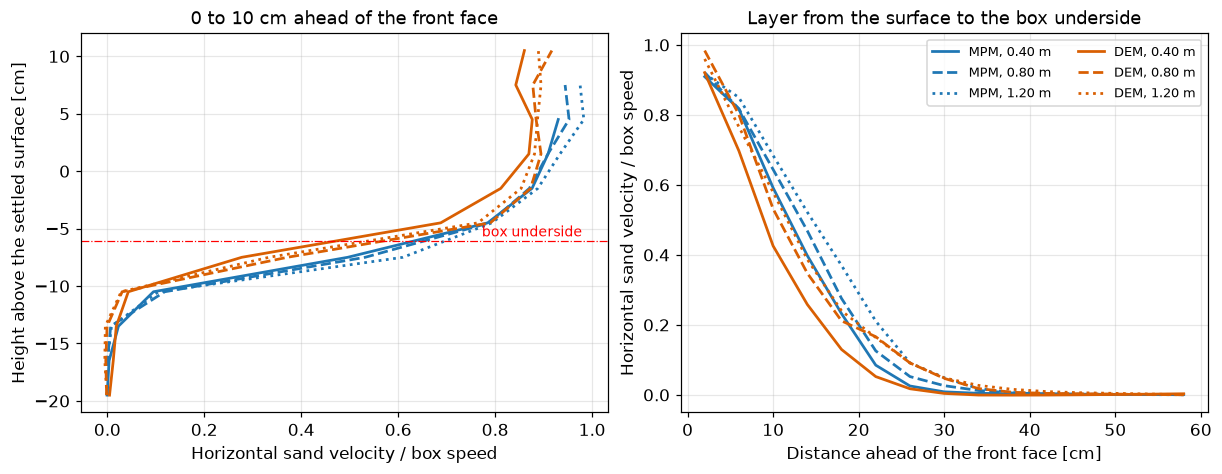 0 to 10 cm ahead of the front face
Height above the settled surface [cm]
10
5
0
−5
−10
−15
−20
box underside
0.0
0.2
0.4
0.6
0.8
1.0
Horizontal sand velocity / box speed
Layer from the surface to the box underside
Horizontal sand velocity / box speed
1.0
0.8
0.6
0.4
0.2
0.0
MPM, 0.40 m
MPM, 0.80 m
MPM, 1.20 m
DEM, 0.40 m
DEM, 0.80 m
DEM, 1.20 m
0
10
20
30
40
50
60
Distance ahead of the front face [cm]